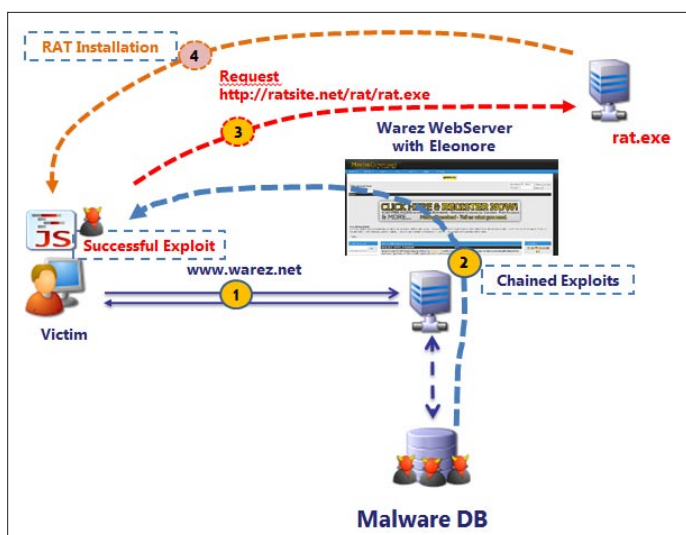 RAT Installation
4
Request
http://ratsite.net/rat/rat.exe
3
Warez WebServer
with Eleonore
rat.exe
CLICK HERE & REGISTER NOW!
& MORE...
JS
Successful Exploit
www.warez.net
2
Chained Exploits
1
Victim
Malware DB